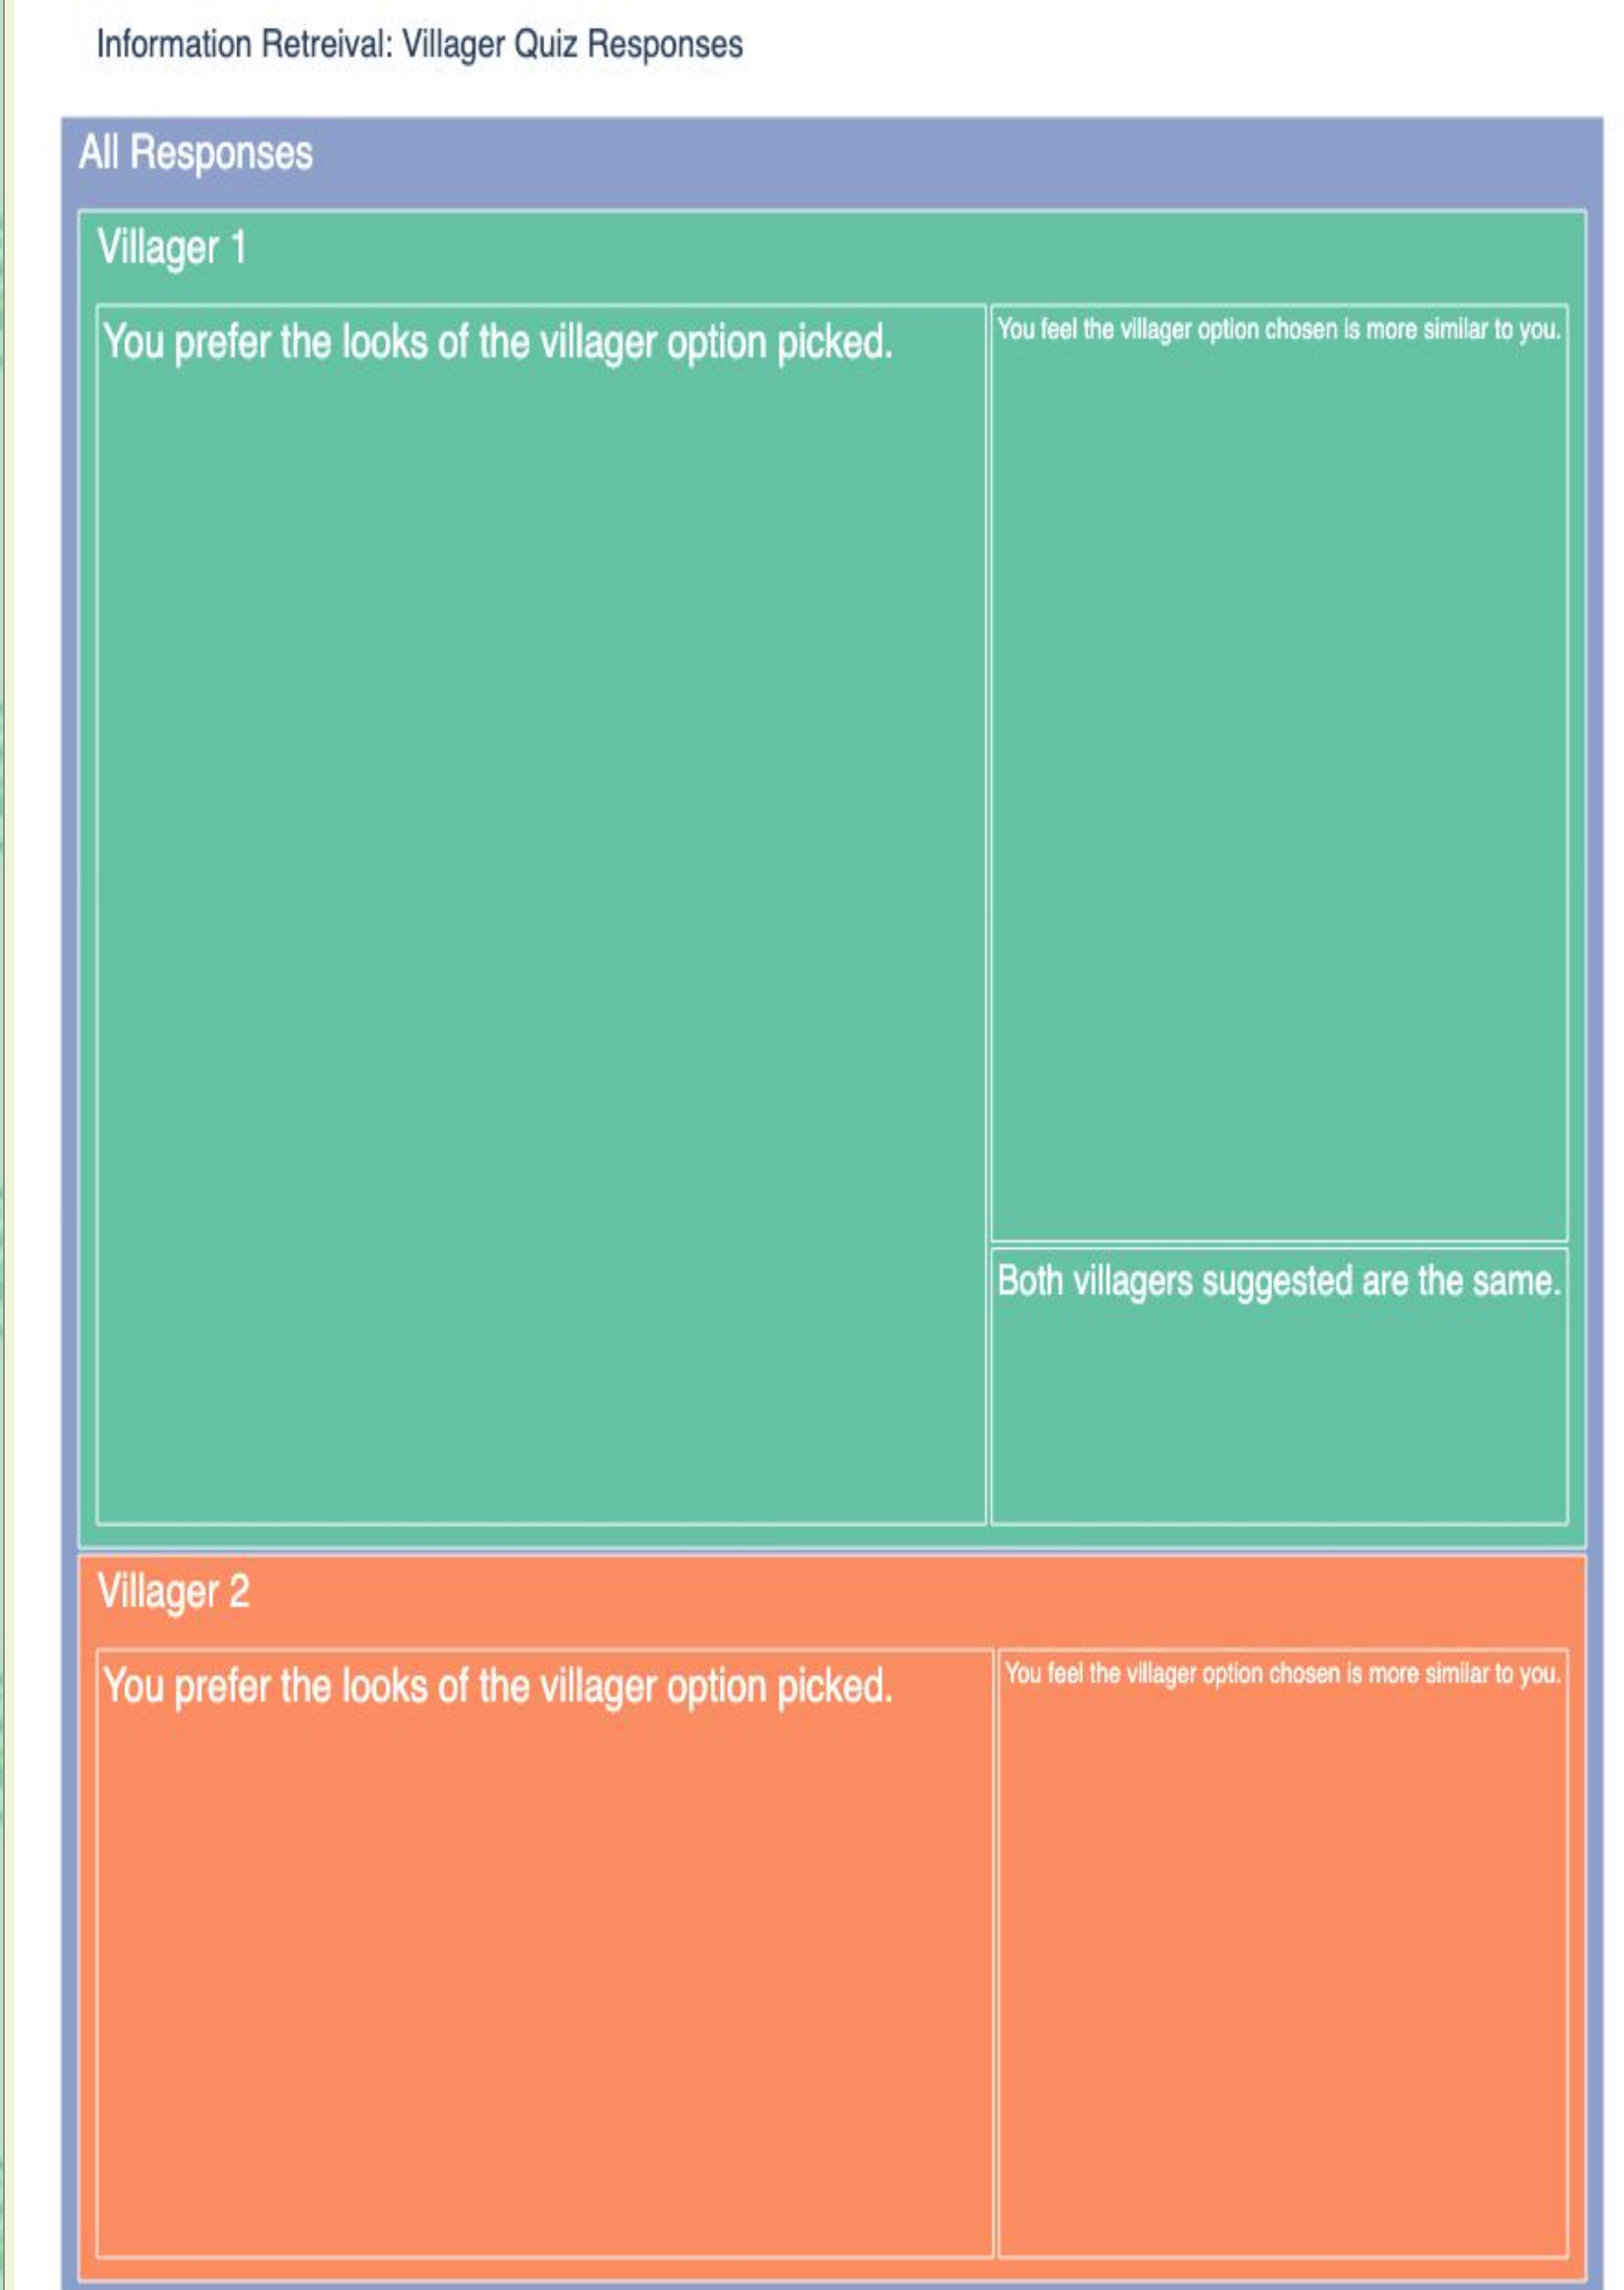 Information Retreival: Villager Quiz Responses
All Responses
Villager 1
You prefer the looks of the villager option picked.
You feel the villager option chosen is more similar to you.
Both villagers suggested are the same.
Villager 2
You prefer the looks of the villager option picked.
You feel the villager option chosen is more similar to you.